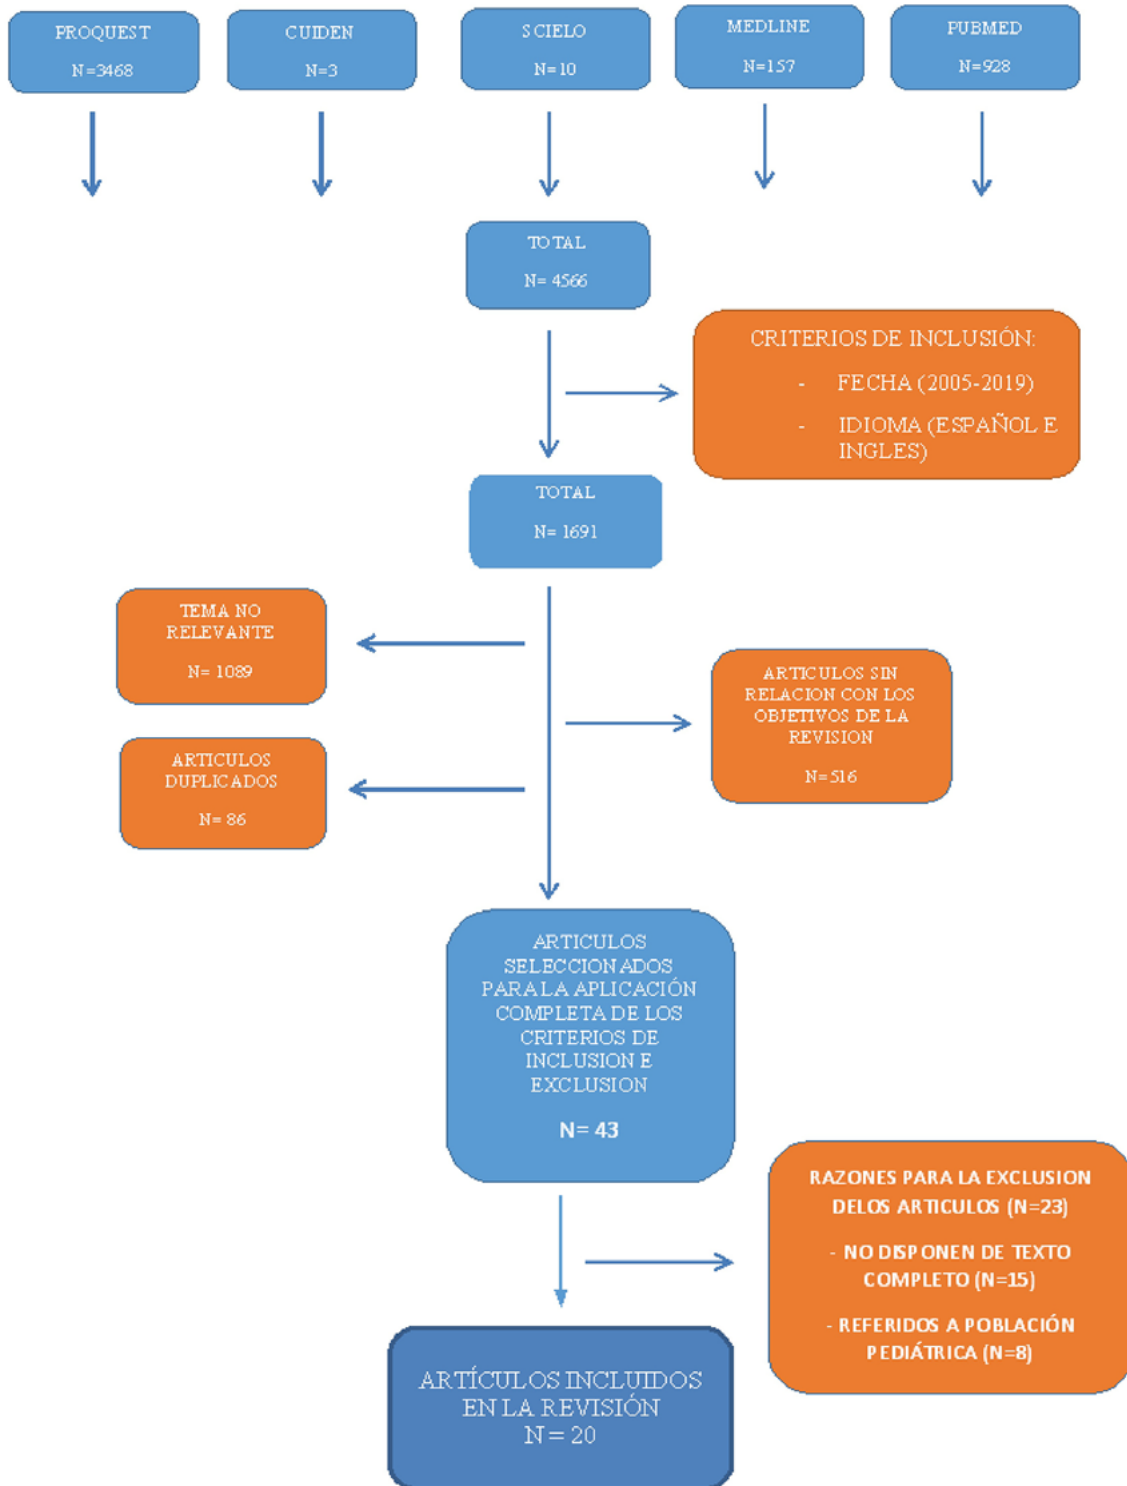 PROQUEST
N=3468
CUIDEN
N=3
SCIELO
N=10
MEDLINE
N=157
PUBMED
N=928
TOTAL
N= 4566
CRITERIOS DE INCLUSIÓN:
- FECHA (2005-2019)
- IDIOMA (ESPAÑOL E
INGLES)
TOTAL
N= 1691
TEMA NO
RELEVANTE
N= 1089
ARTICULOS SIN
RELACION CON LOS
OBJETIVOS DE LA
REVISION
N=516
ARTICULOS
DUPLICADOS
N= 86
ARTICULOS
SELECCIONADOS
PARA LA APLICACIÓN
COMPLETA DE LOS
CRITERIOS DE
INCLUSION E
EXCLUSION
N= 43
RAZONES PARA LA EXCLUSION
DELOS ARTICULOS (N=23)
- NO DISPONEN DE TEXTO
COMPLETO (N=15)
- REFERIDOS A POBLACIÓN
PEDIÁTRICA (N=8)
ARTÍCULOS INCLUIDOS
EN LA REVISIÓN
N = 20